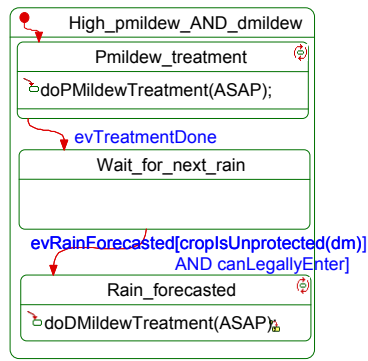 High_pmildew_AND_dmildew
Pmildew_treatment
doPMildewTreatment(ASAP);
evTreatmentDone
Wait_for_next_rain
evRainForecasted[cropIsUnprotected(dm)]
AND canLegallyEnter]
Rain_forecasted
doDMildewTreatment(ASAP);